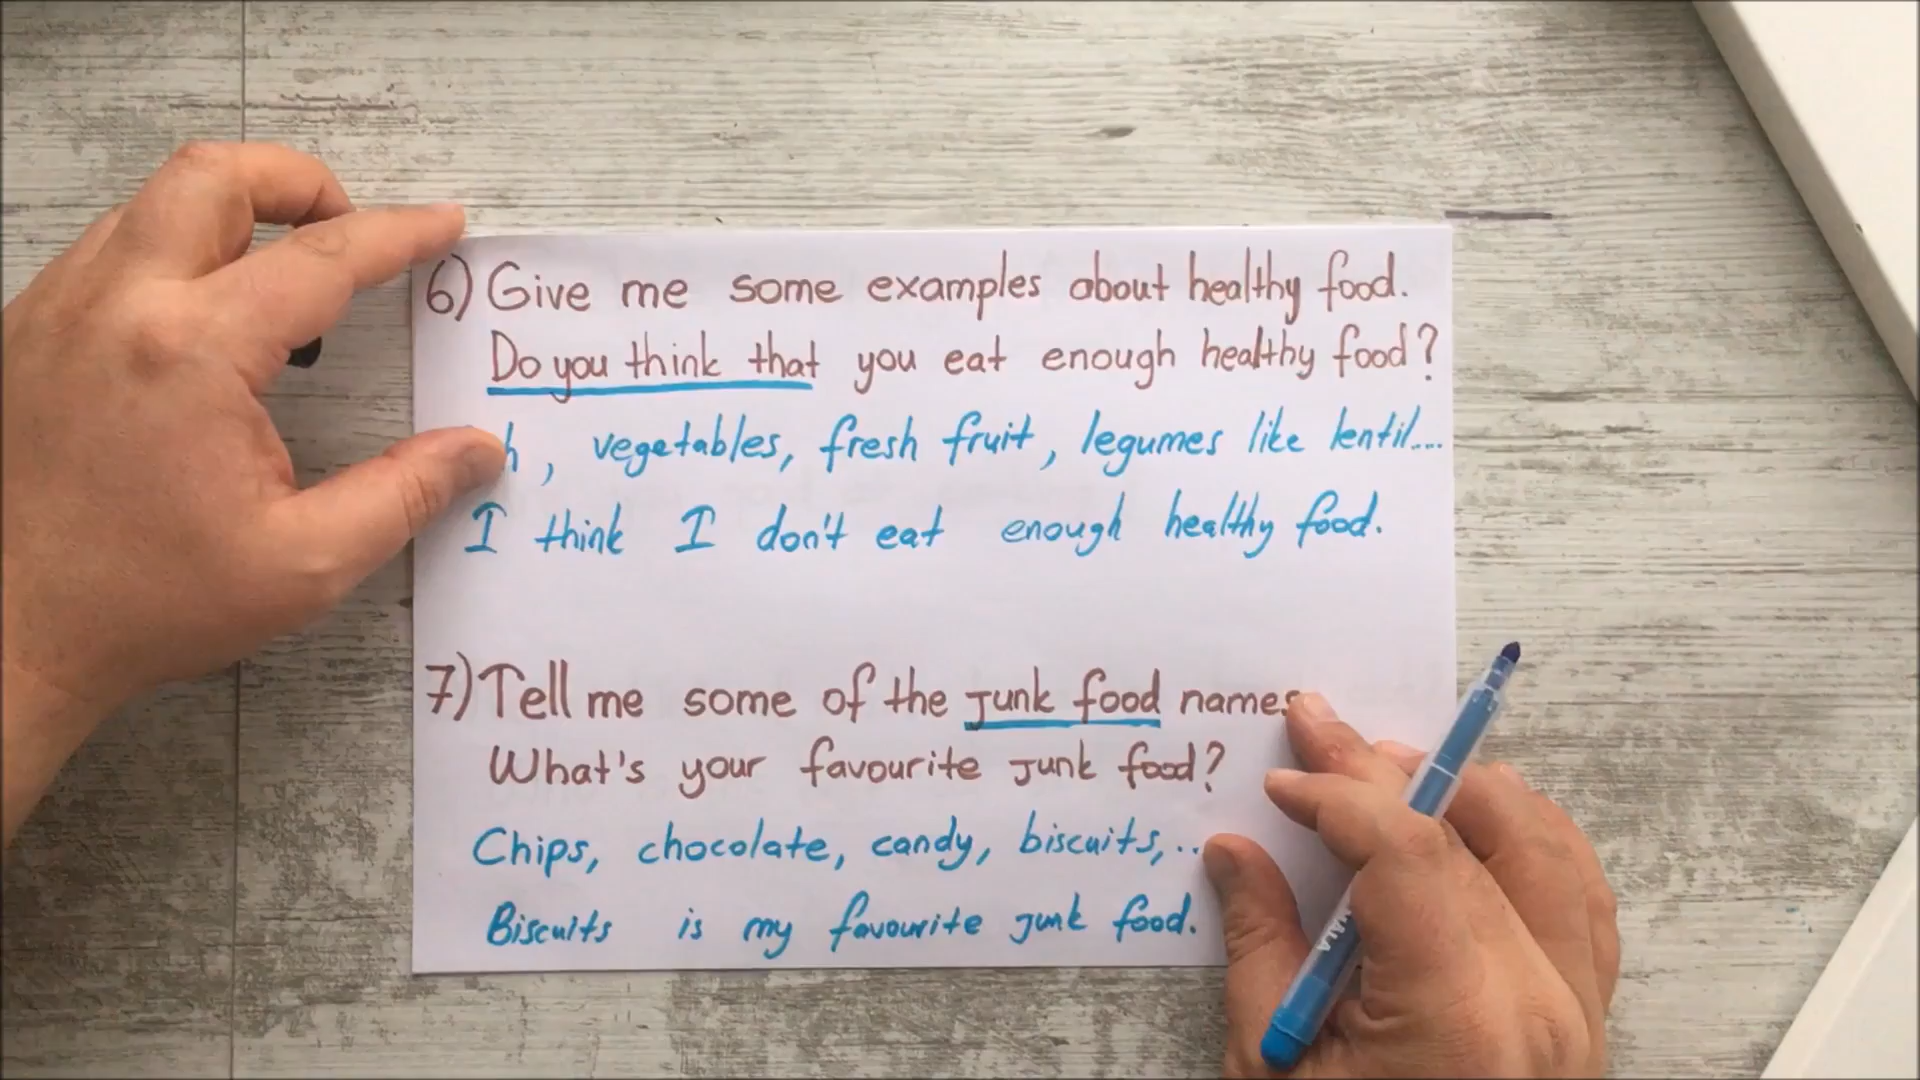 6) Give me some examples about healthy food.
Do you think that you eat enough healthy food?
, vegetables, fresh fruit, legumes like lentil....
I think I don't eat enough healthy food.
7) Tell me some of the junk food names
What's your favourite junk food?
Chips, chocolate, candy, biscuits, ..
Biscuits is my favourite junk food.